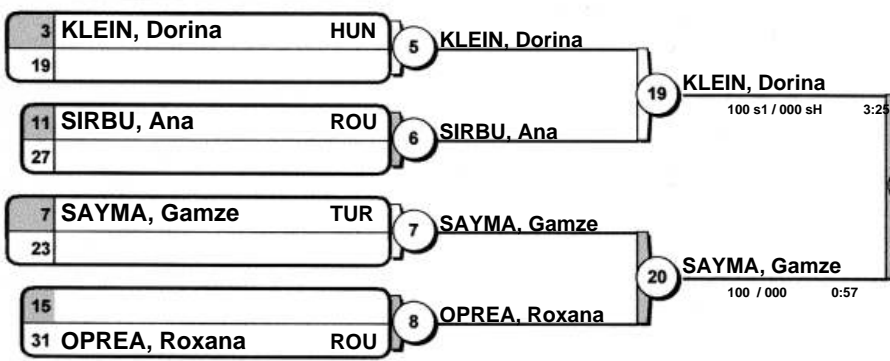 3 KLEIN, Dorina HUN
19
5 KLEIN, Dorina
19 KLEIN, Dorina
100 s1 / 000 sH 3:25
11 SIRBU, Ana ROU
27
6 SIRBU, Ana
7 SAYMA, Gamze TUR
23
7 SAYMA, Gamze
20 SAYMA, Gamze
100 / 000 0:57
15
31 OPREA, Roxana ROU
8 OPREA, Roxana